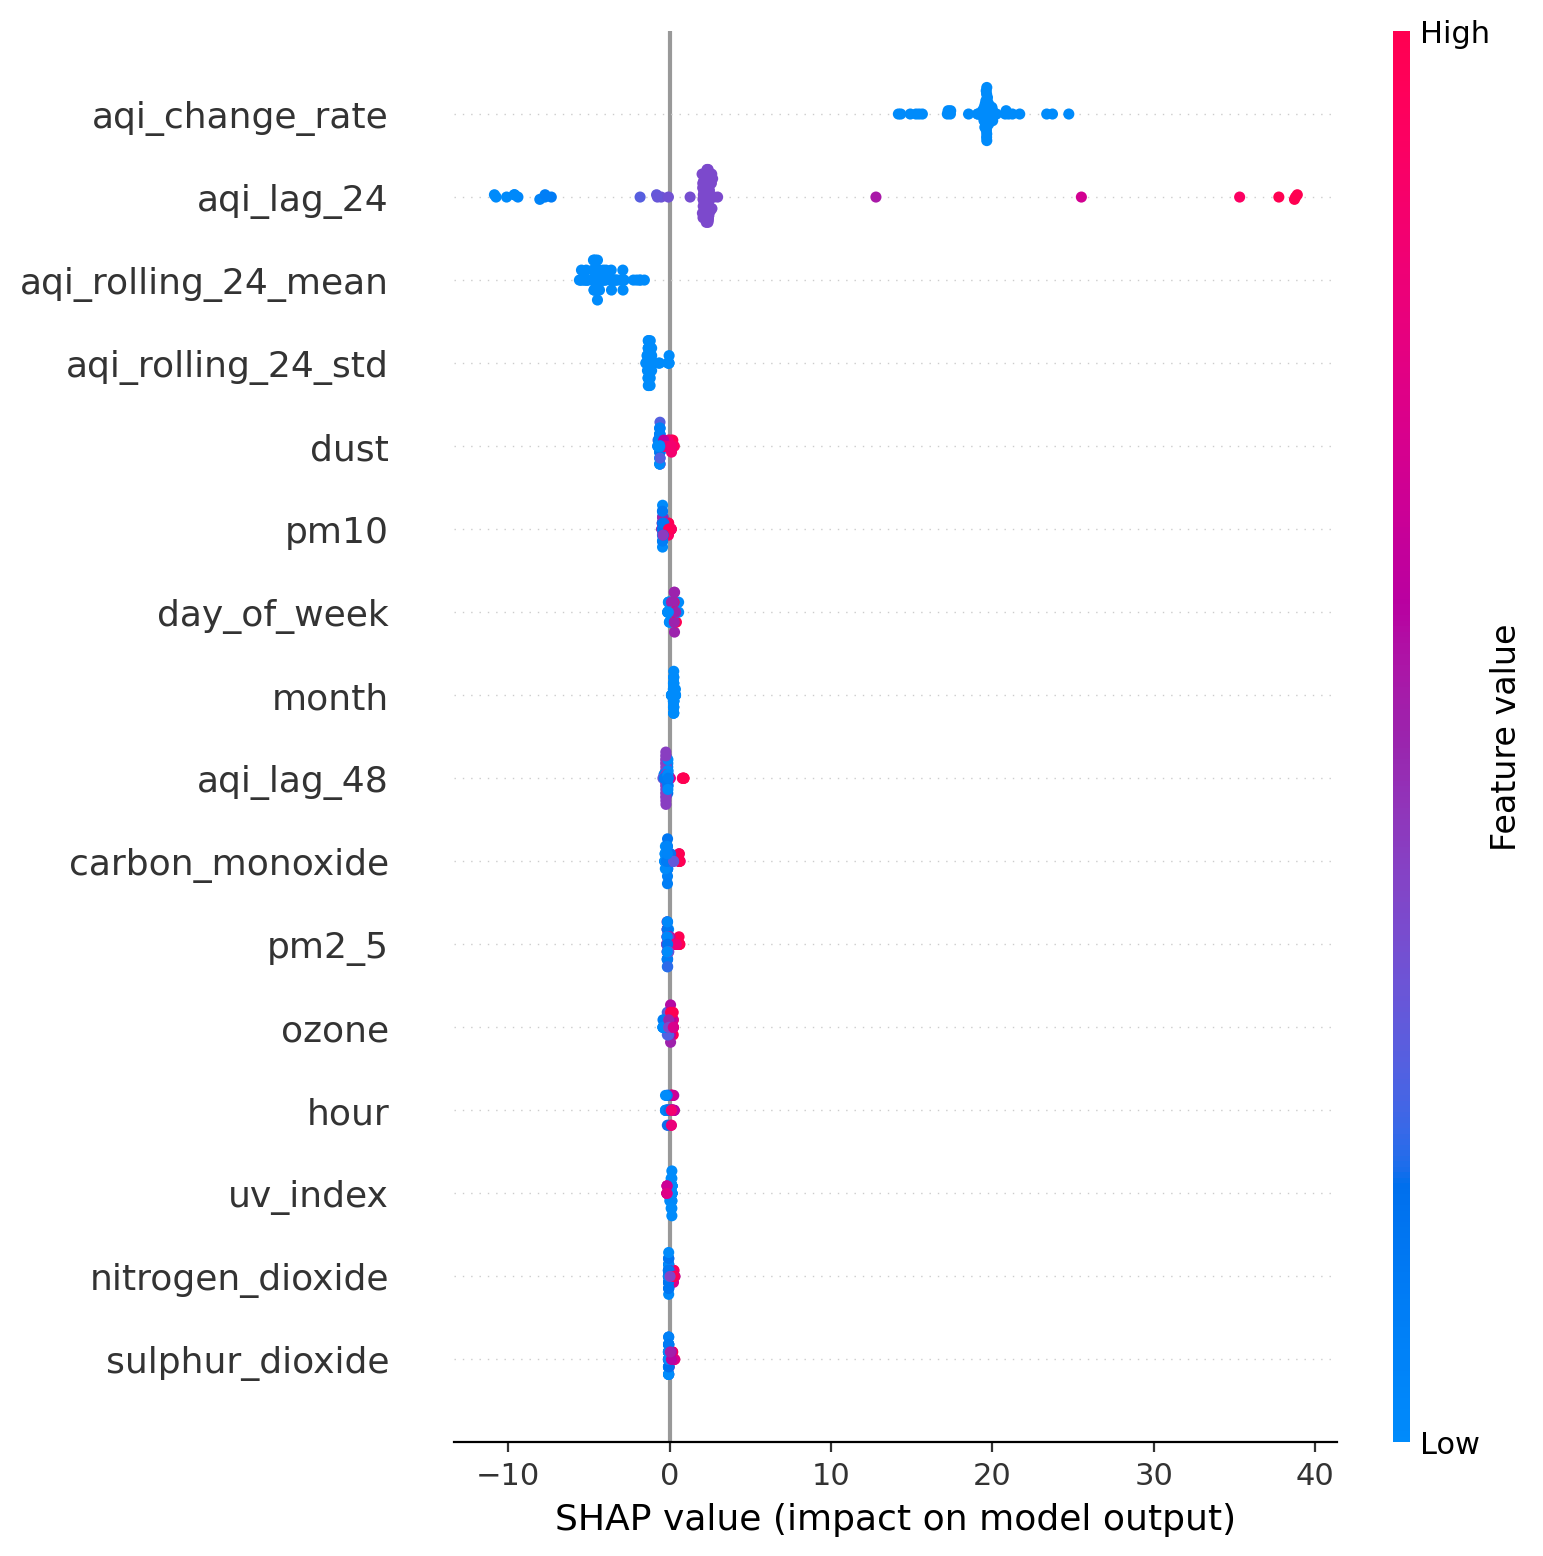 High
aqi_change_rate
aqi_lag_24
aqi_rolling_24_mean
aqi_rolling_24_std
dust
pm10
day_of_week
month
aqi_lag_48
carbon_monoxide
pm2_5
ozone
hour
uv_index
nitrogen_dioxide
sulphur_dioxide
Feature value
Low
−10 0 10 20 30 40
SHAP value (impact on model output)